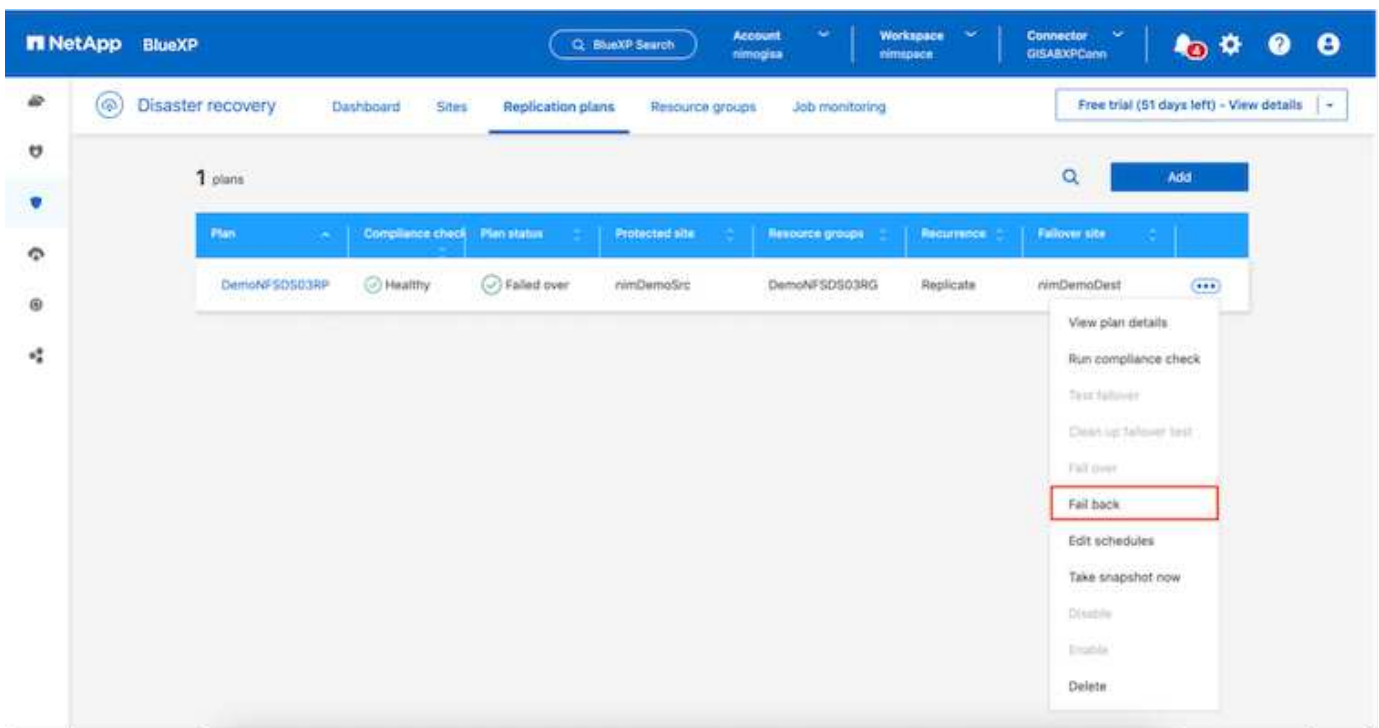 NetApp BlueXP BlueXP Search Account Workspace Connector
nimogisa nimspace GISABXPConn 4
Disaster recovery Dashboard Sites Replication plans Resource groups Job monitoring Free trial (51 days left) - View details
1 plans Add
Plan Compliance check Plan status Protected site Resource groups Recurrence Failover site
DemoNFSDS03RP Healthy Failed over nimDemoSrc DemoNFSDS03RG Replicate nimDemoDest
View plan details
Run compliance check
Test failover
Clean up failover test
Fail over
Fail back
Edit schedules
Take snapshot now
Disable
Enable
Delete